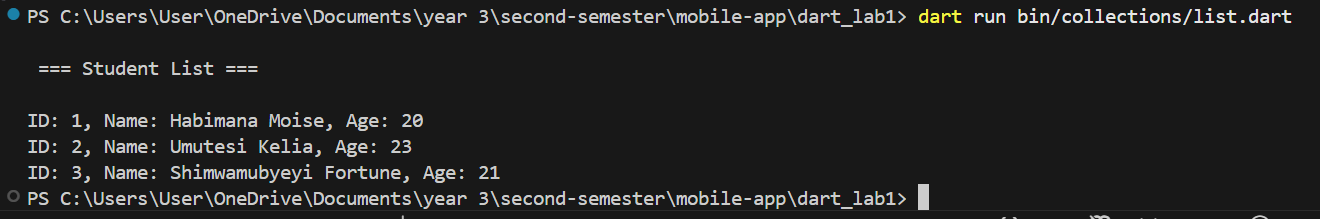 PS C:\Users\User\OneDrive\Documents\year 3\second-semester\mobile-app\dart_lab1> dart run bin/collections/list.dart
=== Student List ===
ID: 1, Name: Habimana Moise, Age: 20
ID: 2, Name: Umutesi Kelia, Age: 23
ID: 3, Name: Shimwamubyeyi Fortune, Age: 21
PS C:\Users\User\OneDrive\Documents\year 3\second-semester\mobile-app\dart_lab1>